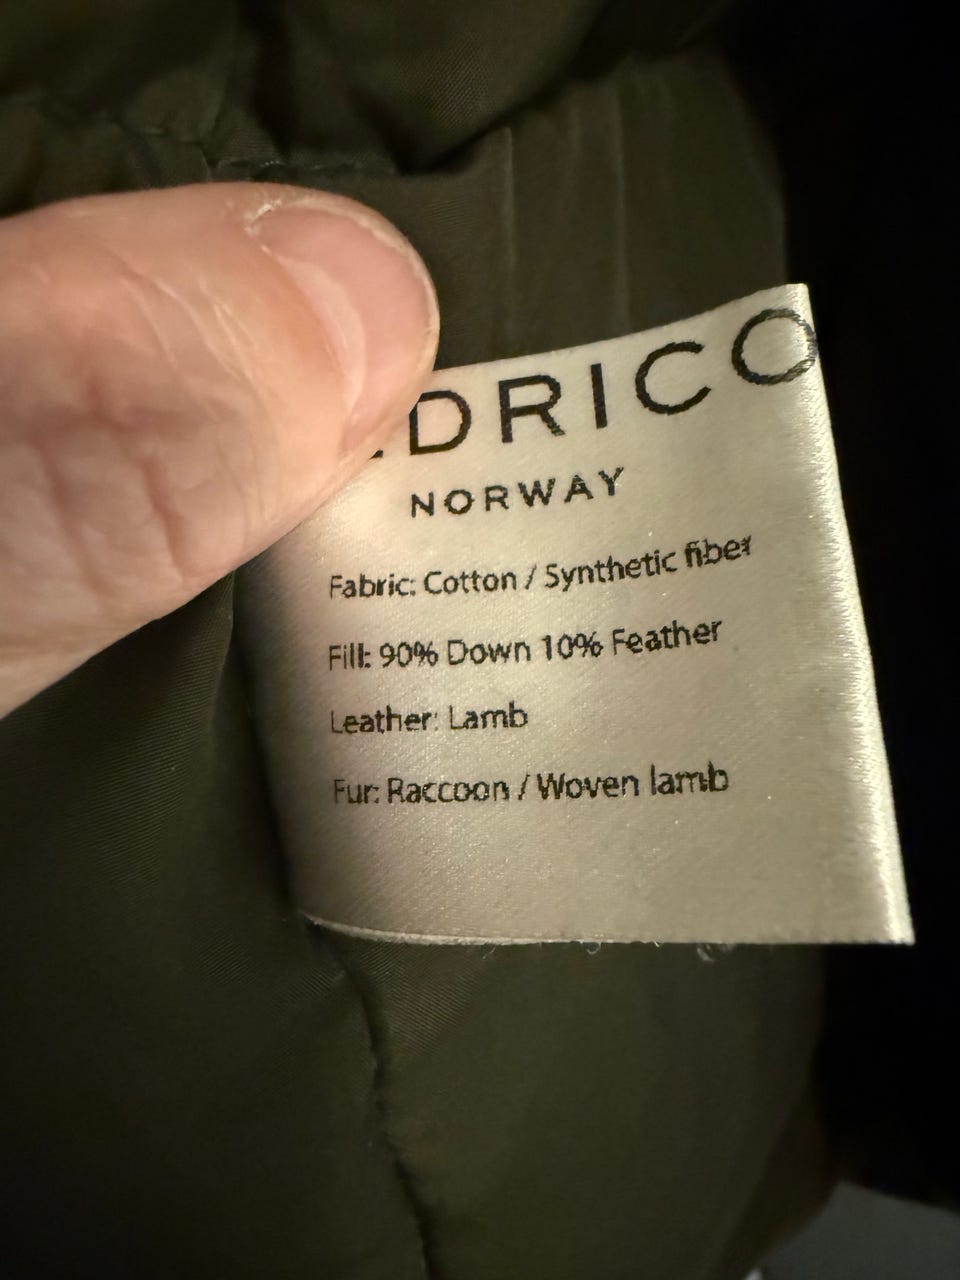 DRICO
NORWAY
Fabric: Cotton / Synthetic fiber
Fill: 90% Down 10% Feather
Leather: Lamb
Fur: Raccoon / Woven lamb